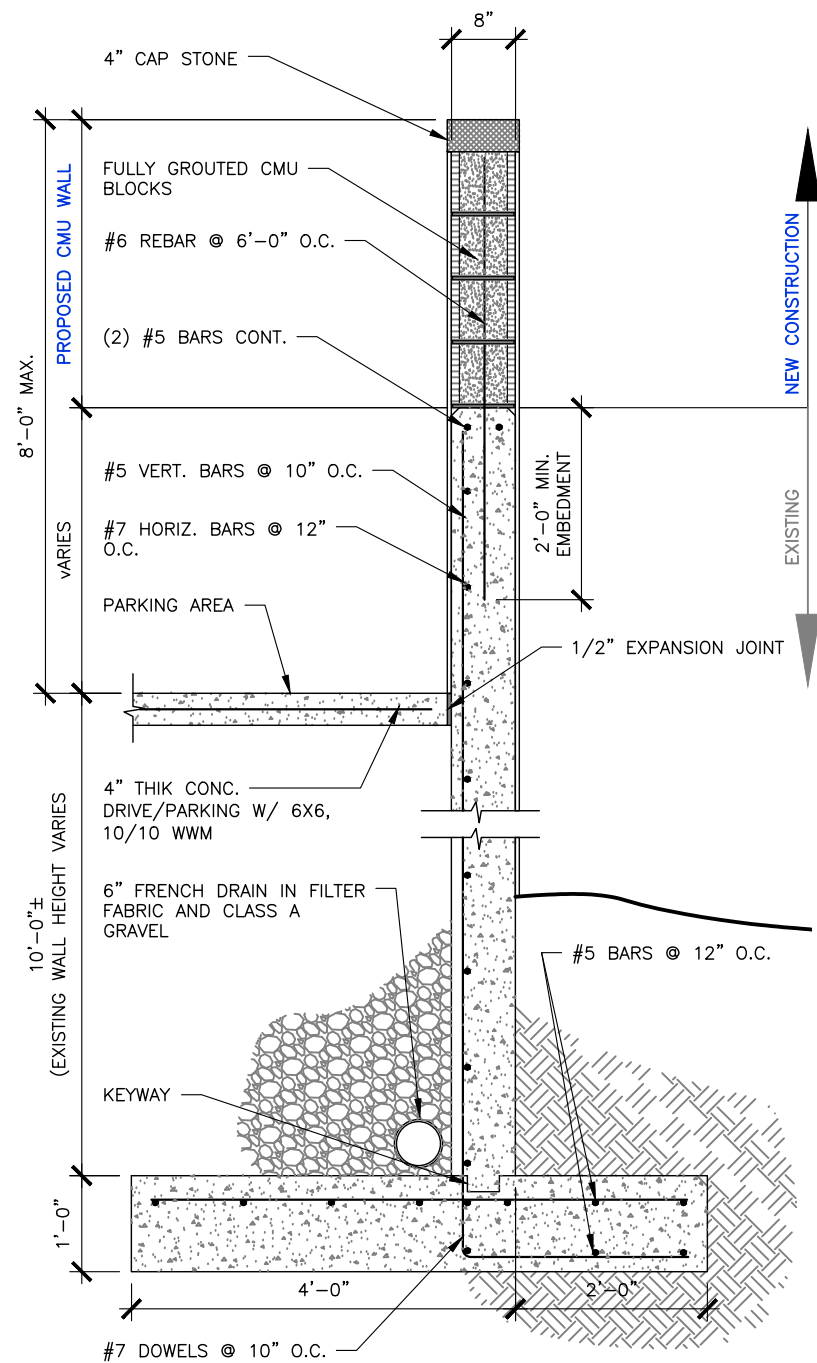 8"
4" CAP STONE
FULLY GROUTED CMU
BLOCKS
#6 REBAR @ 6'-0" O.C.
(2) #5 BARS CONT.
PROPOSED CMU WALL
8'-0" MAX.
NEW CONSTRUCTION
#5 VERT. BARS @ 10" O.C.
#7 HORIZ. BARS @ 12"
O.C.
2'-0" MIN.
EMBEDMENT
EXISTING
vARIES
PARKING AREA
1/2" EXPANSION JOINT
4" THIK CONC.
DRIVE/PARKING W/ 6X6,
10/10 WWM
10'-0"±
(EXISTING WALL HEIGHT VARIES
6" FRENCH DRAIN IN FILTER
FABRIC AND CLASS A
GRAVEL
#5 BARS @ 12" O.C.
KEYWAY
1'-0"
4'-0"
2'-0"
#7 DOWELS @ 10" O.C.